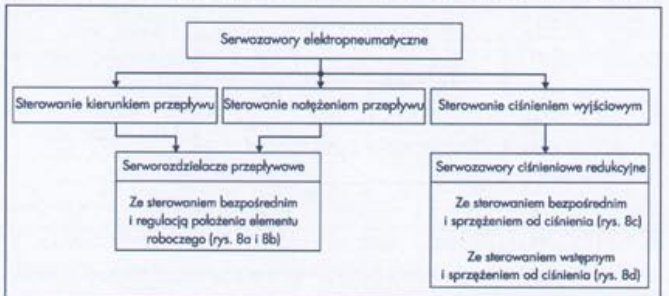 Serwozawory elektropneumatyczne
Sterowanie kierunkiem przepływu
Sterowanie natężeniem przepływu
Sterowanie ciśnieniem wyjściowym
Serworozdzielacze przepływowe
Ze sterowaniem bezpośrednim
i regulacją położenia elementu
roboczego (rys. 8a i 8b)
Serwozawory ciśnieniowe redukcyjne
Ze sterowaniem bezpośrednim
i sprzężeniem od ciśnienia (rys. 8c)
Ze sterowaniem wstępnym
i sprzężeniem od ciśnienia (rys. 8d)